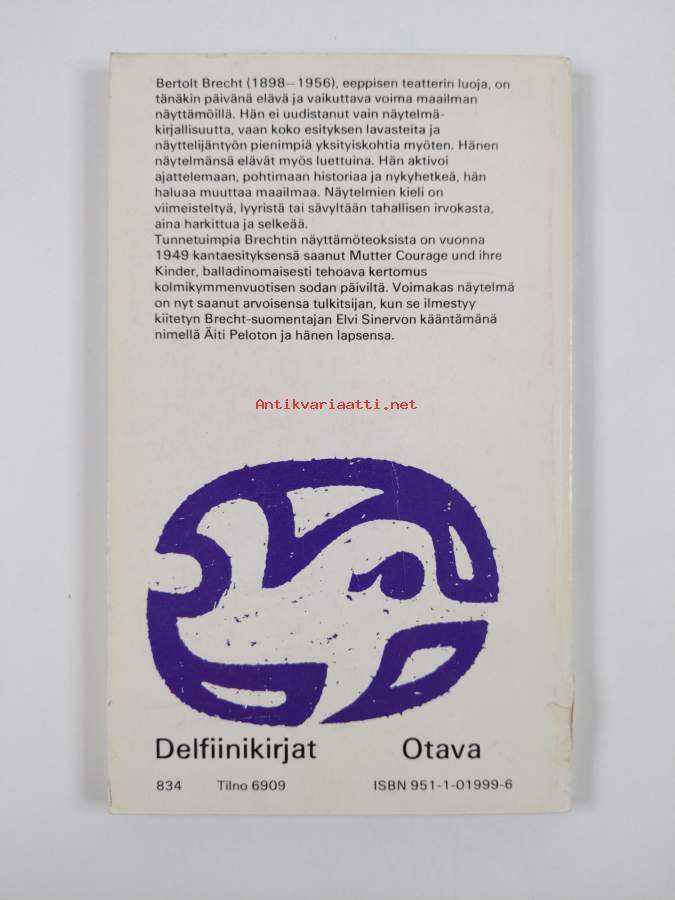 Bertolt Brecht (1898–1956), eeppisen teatterin luoja, on
tänäkin päivänä elävä ja vaikuttava voima maailman
näyttämöillä. Hän ei uudistanut vain näytelmä-
kirjallisuutta, vaan koko esityksen lavasteita ja
näyttelijäntyön pienimpiä yksityiskohtia myöten. Hänen
näytelmänsä elävät myös luettuina. Hän aktivoi
ajattelemaan, pohtimaan historiaa ja nykyhetkeä, hän
haluaa muuttaa maailmaa. Näytelmien kieli on
viimeisteltyä, lyyristä tai sävyltään tahallisen irvokasta,
aina harkittua ja selkeää.
Tunnetuimpia Brechtin näyttämöteoksista on vuonna
1949 kantaesityksensä saanut Mutter Courage und ihre
Kinder, balladinomaisesti tehoava kertomus
kolmikymmenvuotisen sodan päiviltä. Voimakas näytelmä
on nyt saanut arvoisensa tulkitsijan, kun se ilmestyy
kiitetyn Brecht-suomentajan Elvi Sinervon kääntämänä
nimellä Äiti Peloton ja hänen lapsensa.
Antikvariaatti.net
Delfiinikirjat Otava
834 Tilno 6909 ISBN 951-1-01999-6